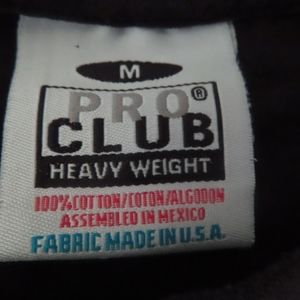 M
PRO®
CLUB
HEAVY WEIGHT
100% COTTON/COTON/ALGODON
ASSEMBLED IN MEXICO
FABRIC MADE IN U.S.A.